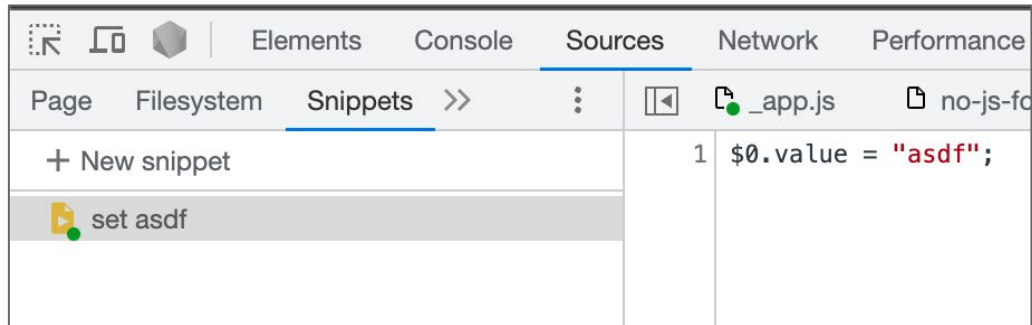 Elements Console Sources Network Performance
Page Filesystem Snippets >> _app.js no-js-fo
+ New snippet
1 $0.value = "asdf";
set asdf